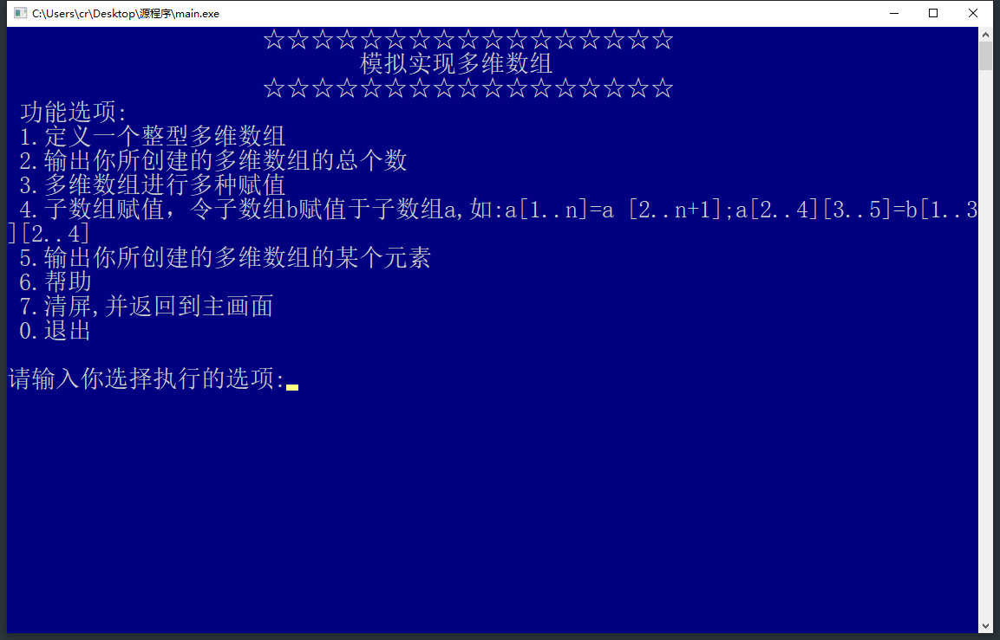 C:\Users\cr\Desktop\源程序\main.exe
☆☆☆☆☆☆☆☆☆☆☆☆☆☆☆☆☆
模拟实现多维数组
☆☆☆☆☆☆☆☆☆☆☆☆☆☆☆☆☆
功能选项:
1.定义一个整型多维数组
2.输出你所创建的多维数组的总个数
3.多维数组进行多种赋值
4.子数组赋值，令子数组b赋值于子数组a,如:a[1..n]=a [2..n+1];a[2..4][3..5]=b[1..3
][2..4]
5.输出你所创建的多维数组的某个元素
6.帮助
7.清屏,并返回到主画面
0.退出
请输入你选择执行的选项: